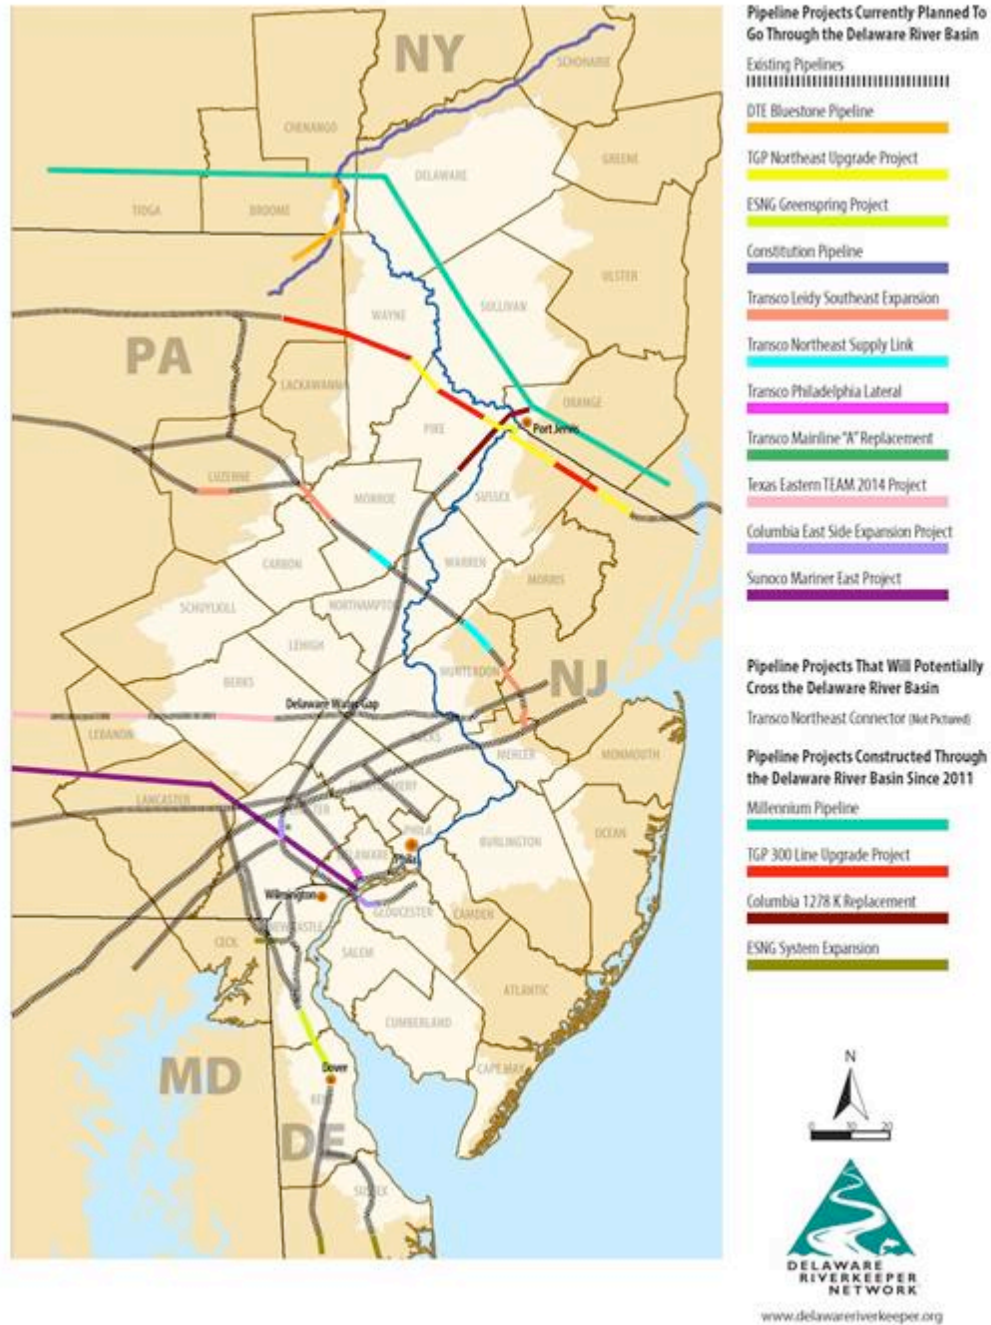 NY
SCHOHARIE
CHENANGO
GREENE
DELAWARE
TIOGA
BROOME
ULSTER
SULLIVAN
WAYNE
PA
LACKAWANNA
ORANGE
Port Jervis
PIKE
LUZERNE
MONROE
SUSSEX
CARBON
WARREN
MORRIS
SCHUYLKILL
NORTHAMPTON
LEHIGH
HUNTERDON
NJ
BERKS
Delaware Water Gap
LEBANON
BUCKS
MERCER
MONMOUTH
MONTGOMERY
LANCASTER
CHESTER
PHILA
OCEAN
BURLINGTON
DELAWARE
Phila
Wilmington
GLOUCESTER
CAMDEN
NEW CASTLE
CECIL
SALEM
ATLANTIC
CUMBERLAND
MD
Dover
CAPE MAY
KENT
DE
SUSSEX
Pipeline Projects Currently Planned To
Go Through the Delaware River Basin
Existing Pipelines
DTE Bluestone Pipeline
TGP Northeast Upgrade Project
ESNG Greenspring Project
Constitution Pipeline
Transco Leidy Southeast Expansion
Transco Northeast Supply Link
Transco Philadelphia Lateral
Transco Mainline "A" Replacement
Texas Eastern TEAM 2014 Project
Columbia East Side Expansion Project
Sunoco Mariner East Project
Pipeline Projects That Will Potentially
Cross the Delaware River Basin
Transco Northeast Connector (Not Pictured)
Pipeline Projects Constructed Through
the Delaware River Basin Since 2011
Millennium Pipeline
TGP 300 Line Upgrade Project
Columbia 1278 K Replacement
ESNG System Expansion
N
0 10 20
DELAWARE
RIVERKEEPER
NETWORK
www.delawareriverkeeper.org